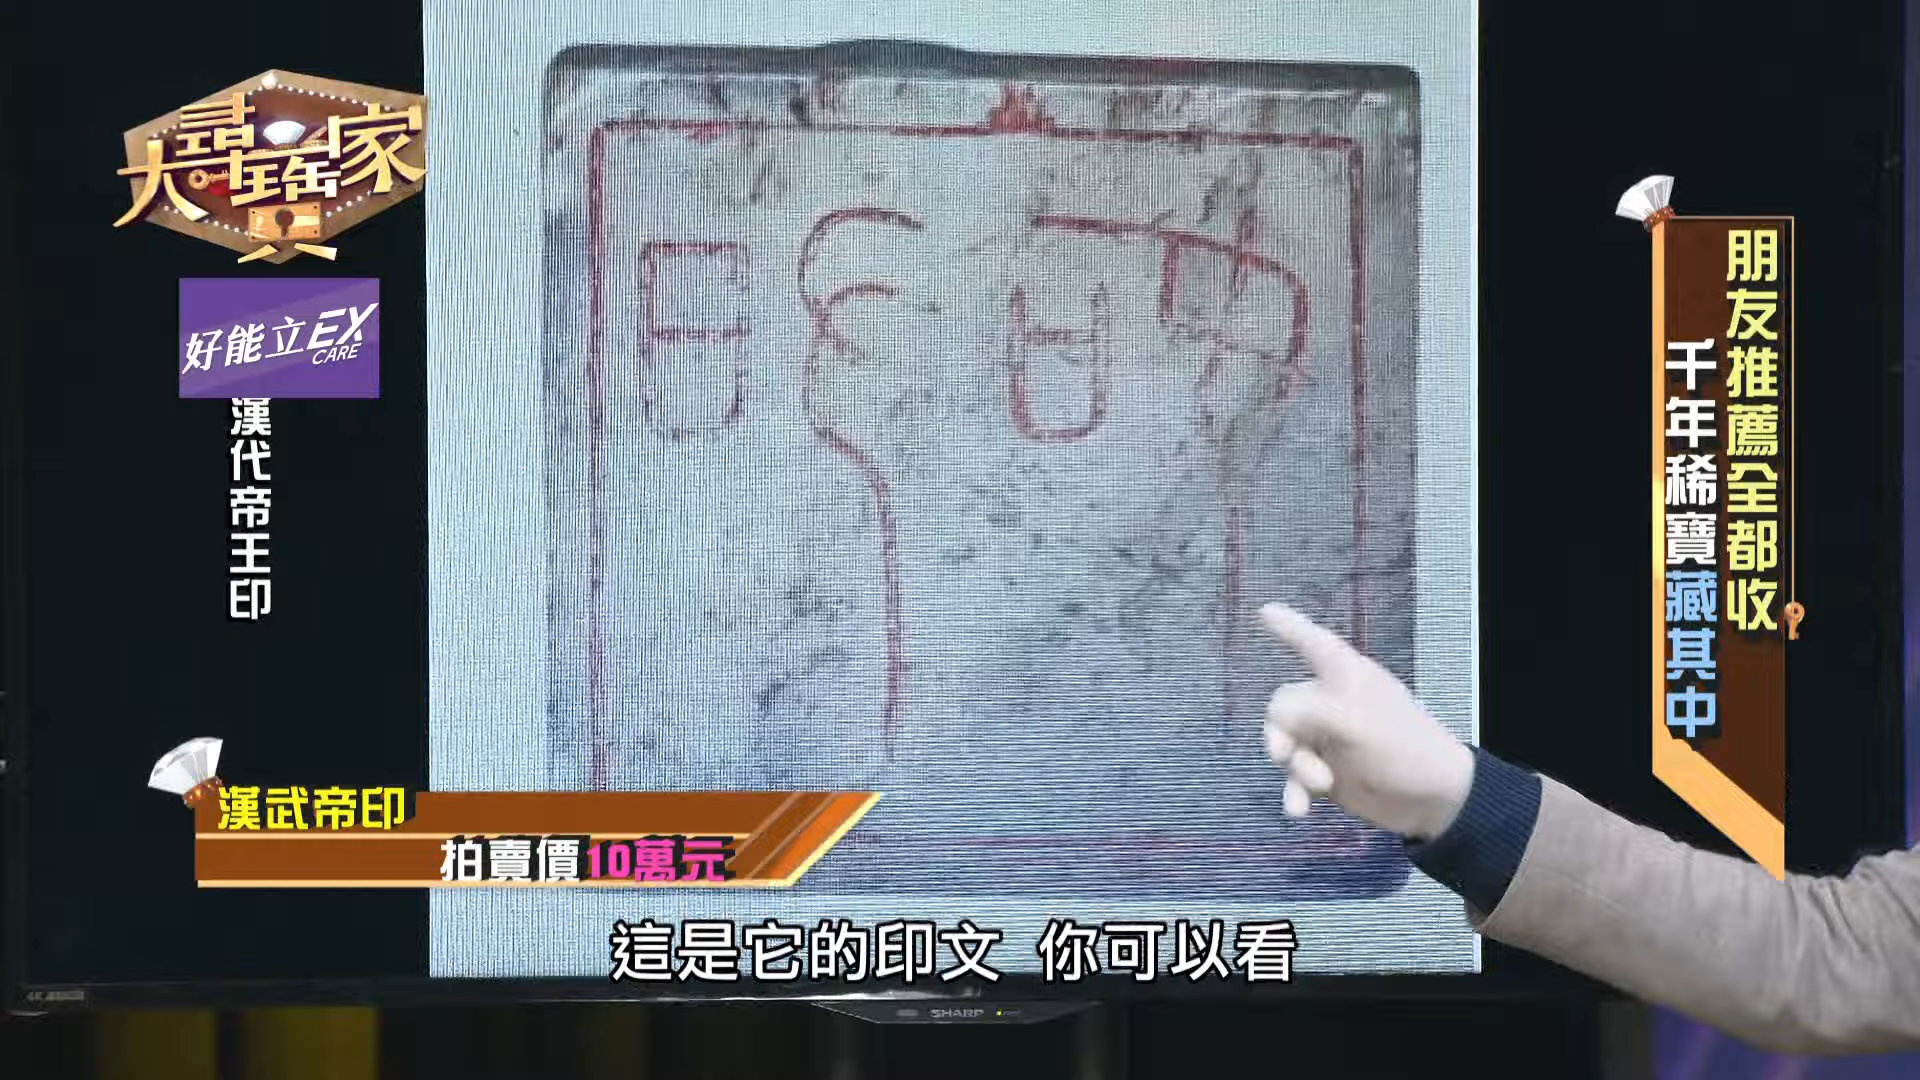 大尋寶家
好能立EX
CARE
漢代帝王印
朋友推薦全都收
千年稀寶藏其中
漢武帝印
拍賣價10萬元
這是它的印文 你可以看
SHARP